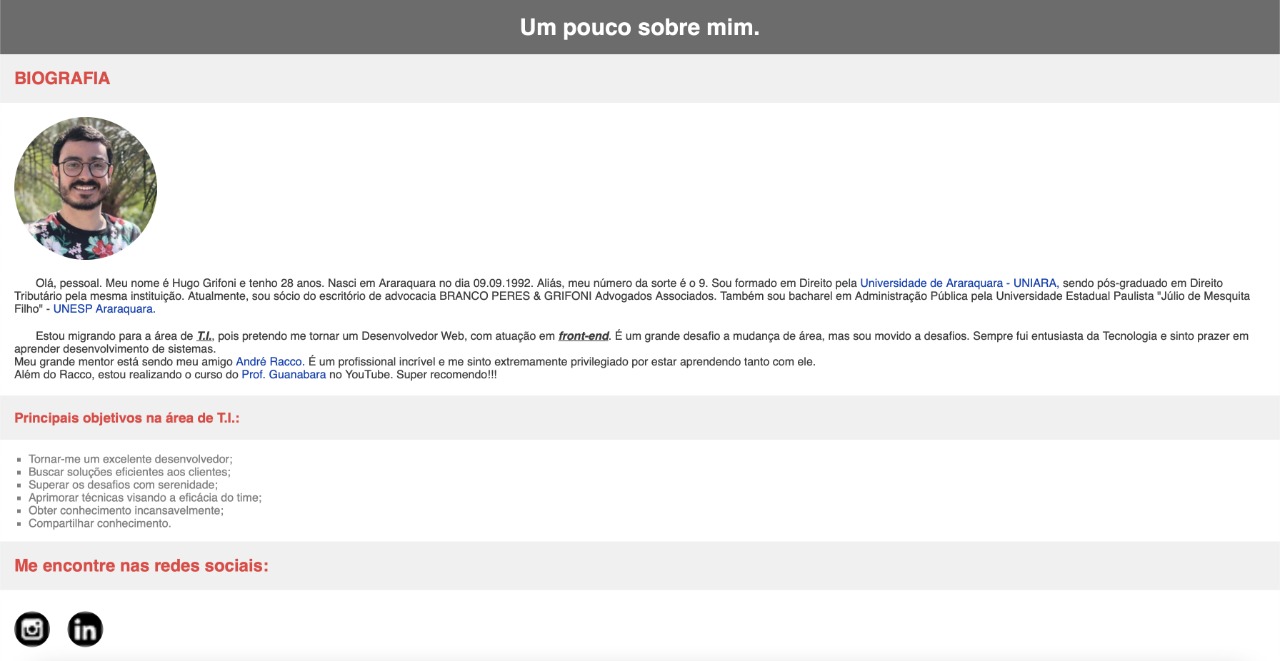 Um pouco sobre mim.
BIOGRAFIA
Olá, pessoal. Meu nome é Hugo Grifoni e tenho 28 anos. Nasci em Araraquara no dia 09.09.1992. Aliás, meu número da sorte é o 9. Sou formado em Direito pela Universidade de Araraquara - UNIARA, sendo pós-graduado em Direito
Tributário pela mesma instituição. Atualmente, sou sócio do escritório de advocacia BRANCO PERES & GRIFONI Advogados Associados. Também sou bacharel em Administração Pública pela Universidade Estadual Paulista "Júlio de Mesquita
Filho" - UNESP Araraquara.
Estou migrando para a área de T.I., pois pretendo me tornar um Desenvolvedor Web, com atuação em front-end. É um grande desafio a mudança de área, mas sou movido a desafios. Sempre fui entusiasta da Tecnologia e sinto prazer em
aprender desenvolvimento de sistemas.
Meu grande mentor está sendo meu amigo André Racco. É um profissional incrível e me sinto extremamente privilegiado por estar aprendendo tanto com ele.
Além do Racco, estou realizando o curso do Prof. Guanabara no YouTube. Super recomendo!!!
Principais objetivos na área de T.I.:
Tornar-me um excelente desenvolvedor;
Buscar soluções eficientes aos clientes;
Superar os desafios com serenidade;
Aprimorar técnicas visando a eficácia do time;
Obter conhecimento incansavelmente;
Compartilhar conhecimento.
Me encontre nas redes sociais:
in